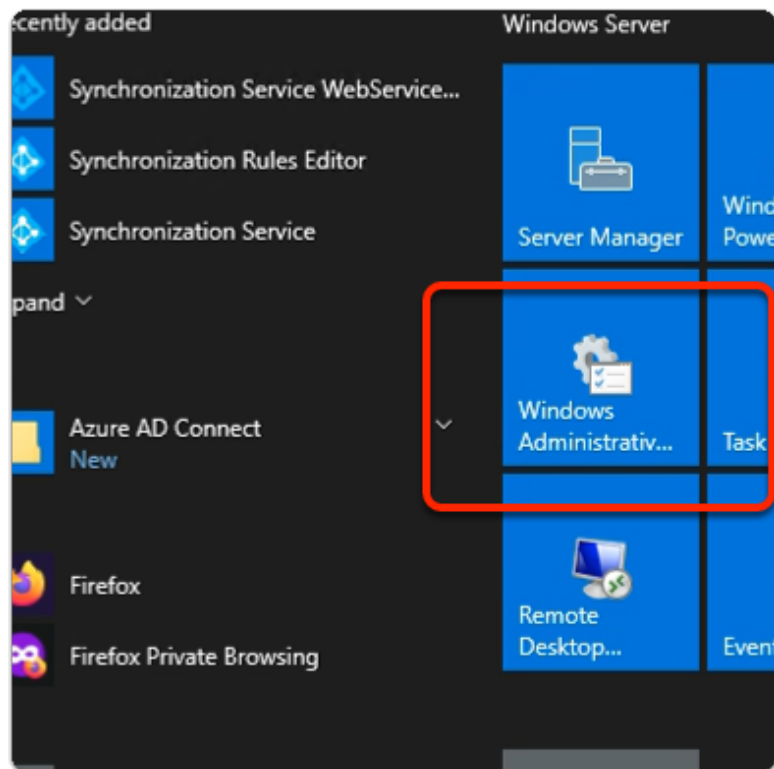 ecently added
Synchronization Service WebService...
Synchronization Rules Editor
Synchronization Service
pand
Azure AD Connect
New
Firefox
Firefox Private Browsing
Windows Server
Server Manager
Wind
Powe
Windows
Administrativ...
Task
Remote
Desktop...
Even